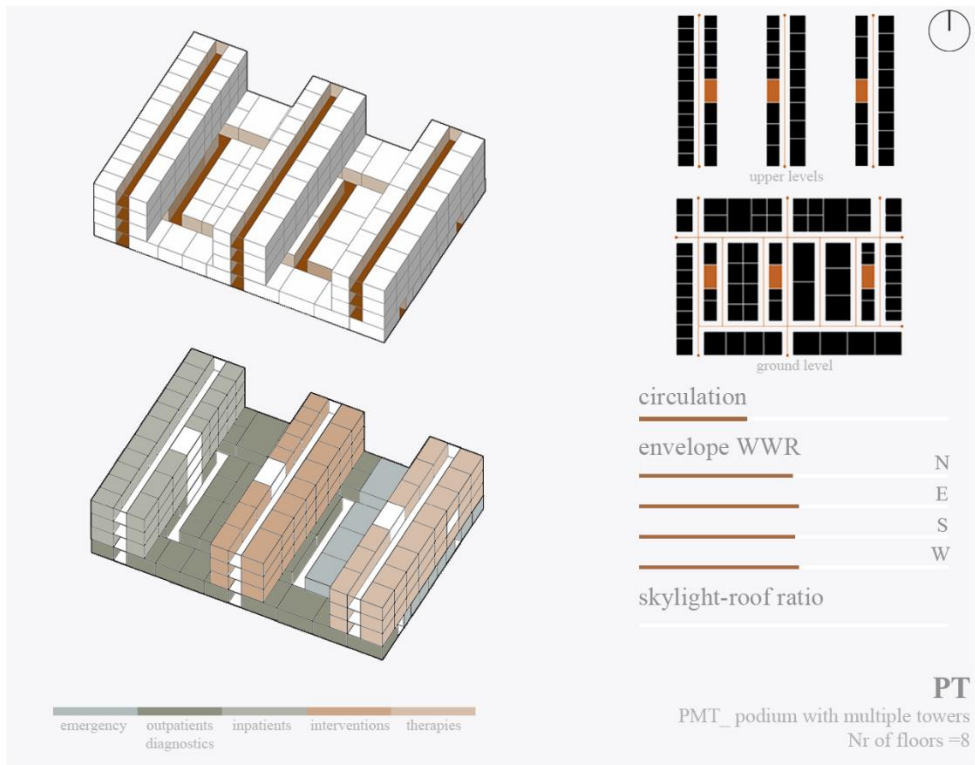 upper levels
ground level
circulation
envelope WWR
N
E
S
W
skylight-roof ratio
emergency
outpatients
diagnostics
inpatients
interventions
therapies
PT
PMT_ podium with multiple towers
Nr of floors =8